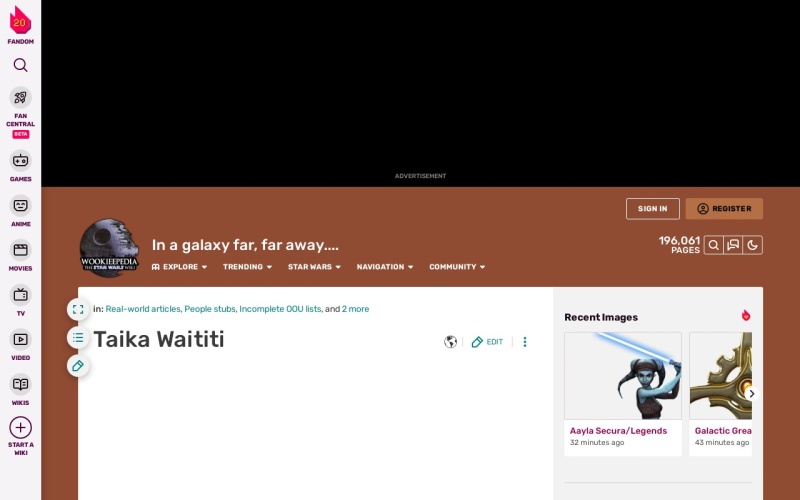 20
FANDOM
FAN
CENTRAL
BETA
GAMES
ANIME
MOVIES
TV
VIDEO
WIKIS
START A
WIKI
ADVERTISEMENT
SIGN IN
REGISTER
WOOKIEEPEDIA
THE STAR WARS WIKI
In a galaxy far, far away....
196,061
PAGES
EXPLORE
TRENDING
STAR WARS
NAVIGATION
COMMUNITY
in: Real-world articles, People stubs, Incomplete OOU lists, and 2 more
Taika Waititi
EDIT
Recent Images
Aayla Secura/Legends
32 minutes ago
Galactic Grea
43 minutes ago